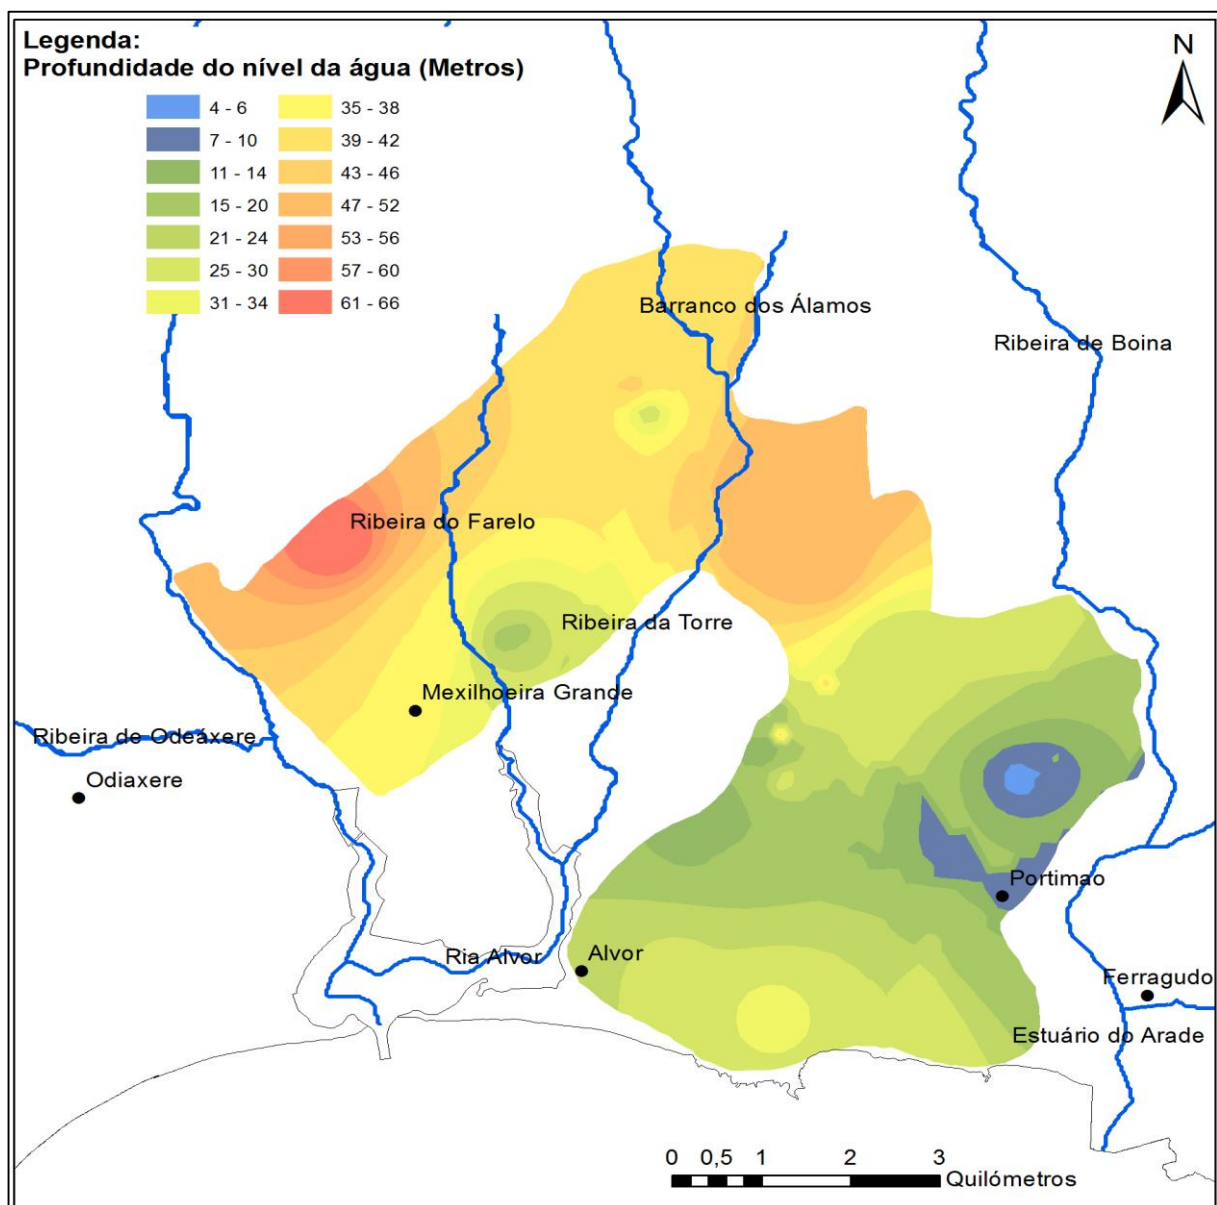 Legenda:
Profundidade do nível da água (Metros)
4 - 6
7 - 10
11 - 14
15 - 20
21 - 24
25 - 30
31 - 34
35 - 38
39 - 42
43 - 46
47 - 52
53 - 56
57 - 60
61 - 66
N
Barranco dos Álamos
Ribeira de Boina
Ribeira do Farelo
Ribeira da Torre
Mexilhoeira Grande
Ribeira de Odeáxere
Odiaxere
Portimao
Ria Alvor
Alvor
Ferragudo
Estuário do Arade
0 0,5 1 2 3
Quilómetros